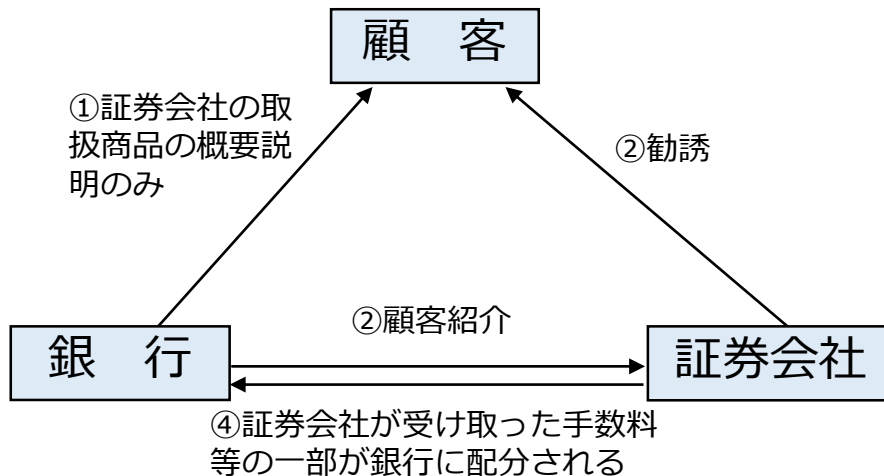 顧　客
①証券会社の取
扱商品の概要説
明のみ
②勧誘
②顧客紹介
銀　行
証券会社
④証券会社が受け取った手数料
等の一部が銀行に配分される